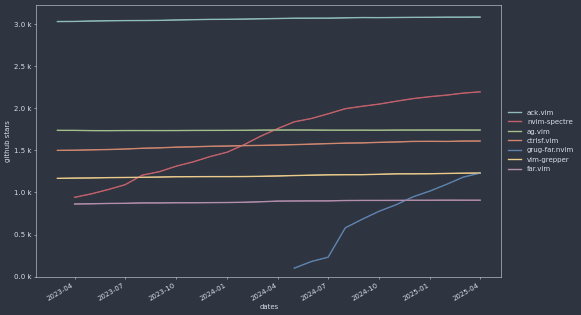 3.0 k
2.5 k
2.0 k
1.5 k
1.0 k
0.5 k
0.0 k
github stars
2023-04
2023-07
2023-10
2024-01
2024-04
2024-07
2024-10
2025-01
2025-04
dates
ack.vim
nvim-spectre
ag.vim
ctrlsf.vim
grug-far.nvim
vim-grepper
far.vim